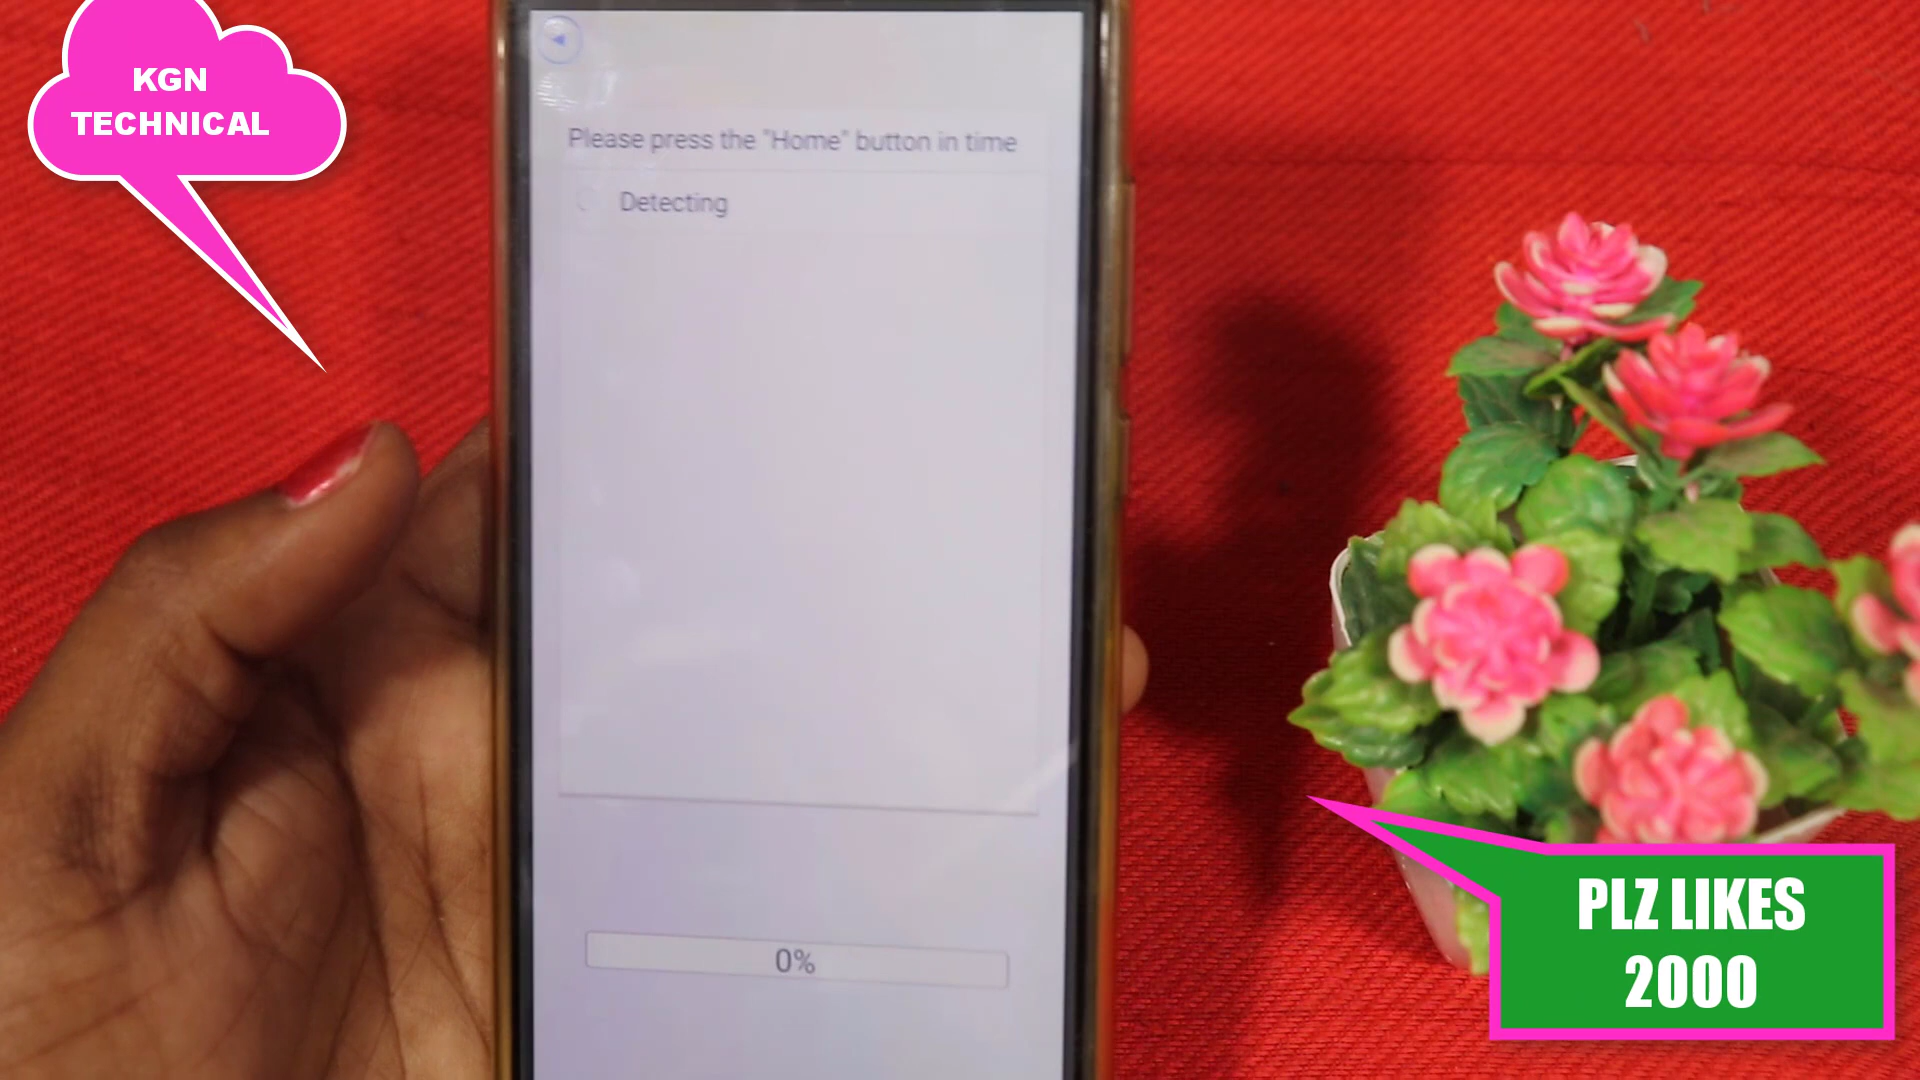 KGN
TECHNICAL
Please press the "Home" button in time
Detecting
0%
PLZ LIKES
2000